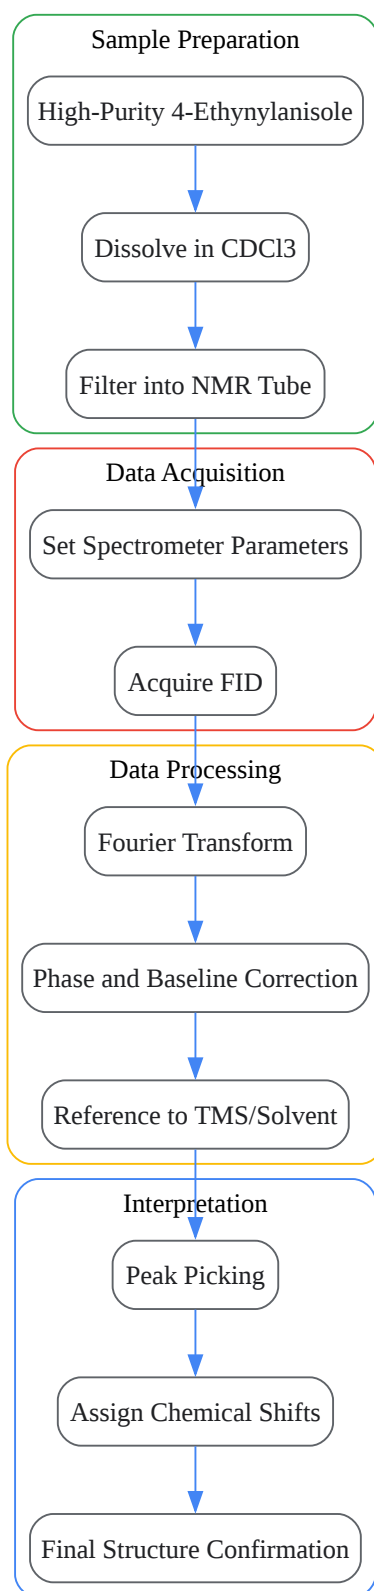 Sample Preparation
High-Purity 4-Ethynylanisole
Dissolve in CDCl3
Filter into NMR Tube
Data Acquisition
Set Spectrometer Parameters
Acquire FID
Data Processing
Fourier Transform
Phase and Baseline Correction
Reference to TMS/Solvent
Interpretation
Peak Picking
Assign Chemical Shifts
Final Structure Confirmation